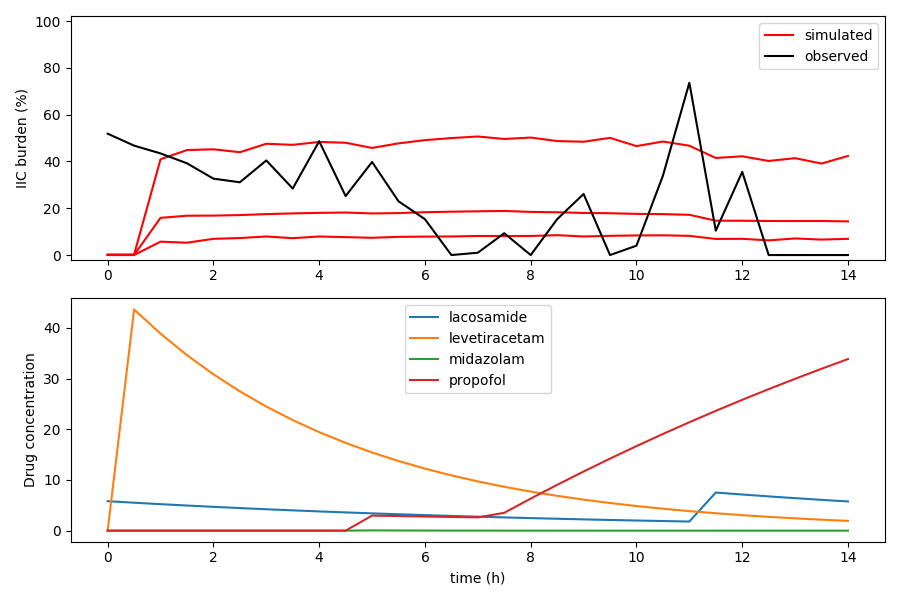 100
80
60
40
20
0
IIC burden (%)
simulated
observed
0 2 4 6 8 10 12 14
40
30
20
10
0
Drug concentration
lacosamide
levetiracetam
midazolam
propofol
0 2 4 6 8 10 12 14
time (h)